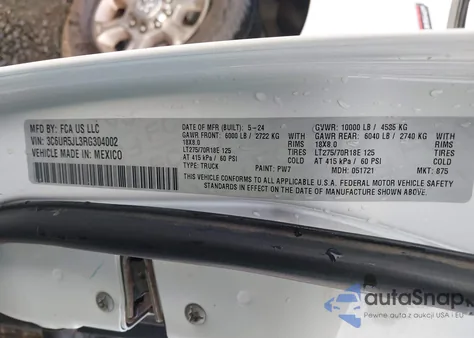 MFD BY: FCA US LLC
VIN: 3C6UR5JL3RG304002
VEHICLE MADE IN: MEXICO
DATE OF MFR (BUILT) 5-24
GAWR FRONT: 6000 LB / 2722 KG
18X8.0 RIMS
LT275/70R18E 125 TIRES
AT 415 kPa / 60 PSI COLD
TYPE: TRUCK
PAINT: PW7
GVWR: 10000 LB / 4535 KG
GAWR REAR: 6040 LB / 2740 KG
WITH
18X8.0 RIMS
LT275/70R18E 125 TIRES
AT 415 kPa / 60 PSI COLD
MDH: 051721
MKT: 875
THIS VEHICLE CONFORMS TO ALL U.S.A. FEDERAL MOTOR VEHICLE SAFETY
STANDARDS IN EFFECT ON THE DATE OF MANUFACTURE SHOWN ABOVE.
autoSnap
Pewne auta z USA i EU